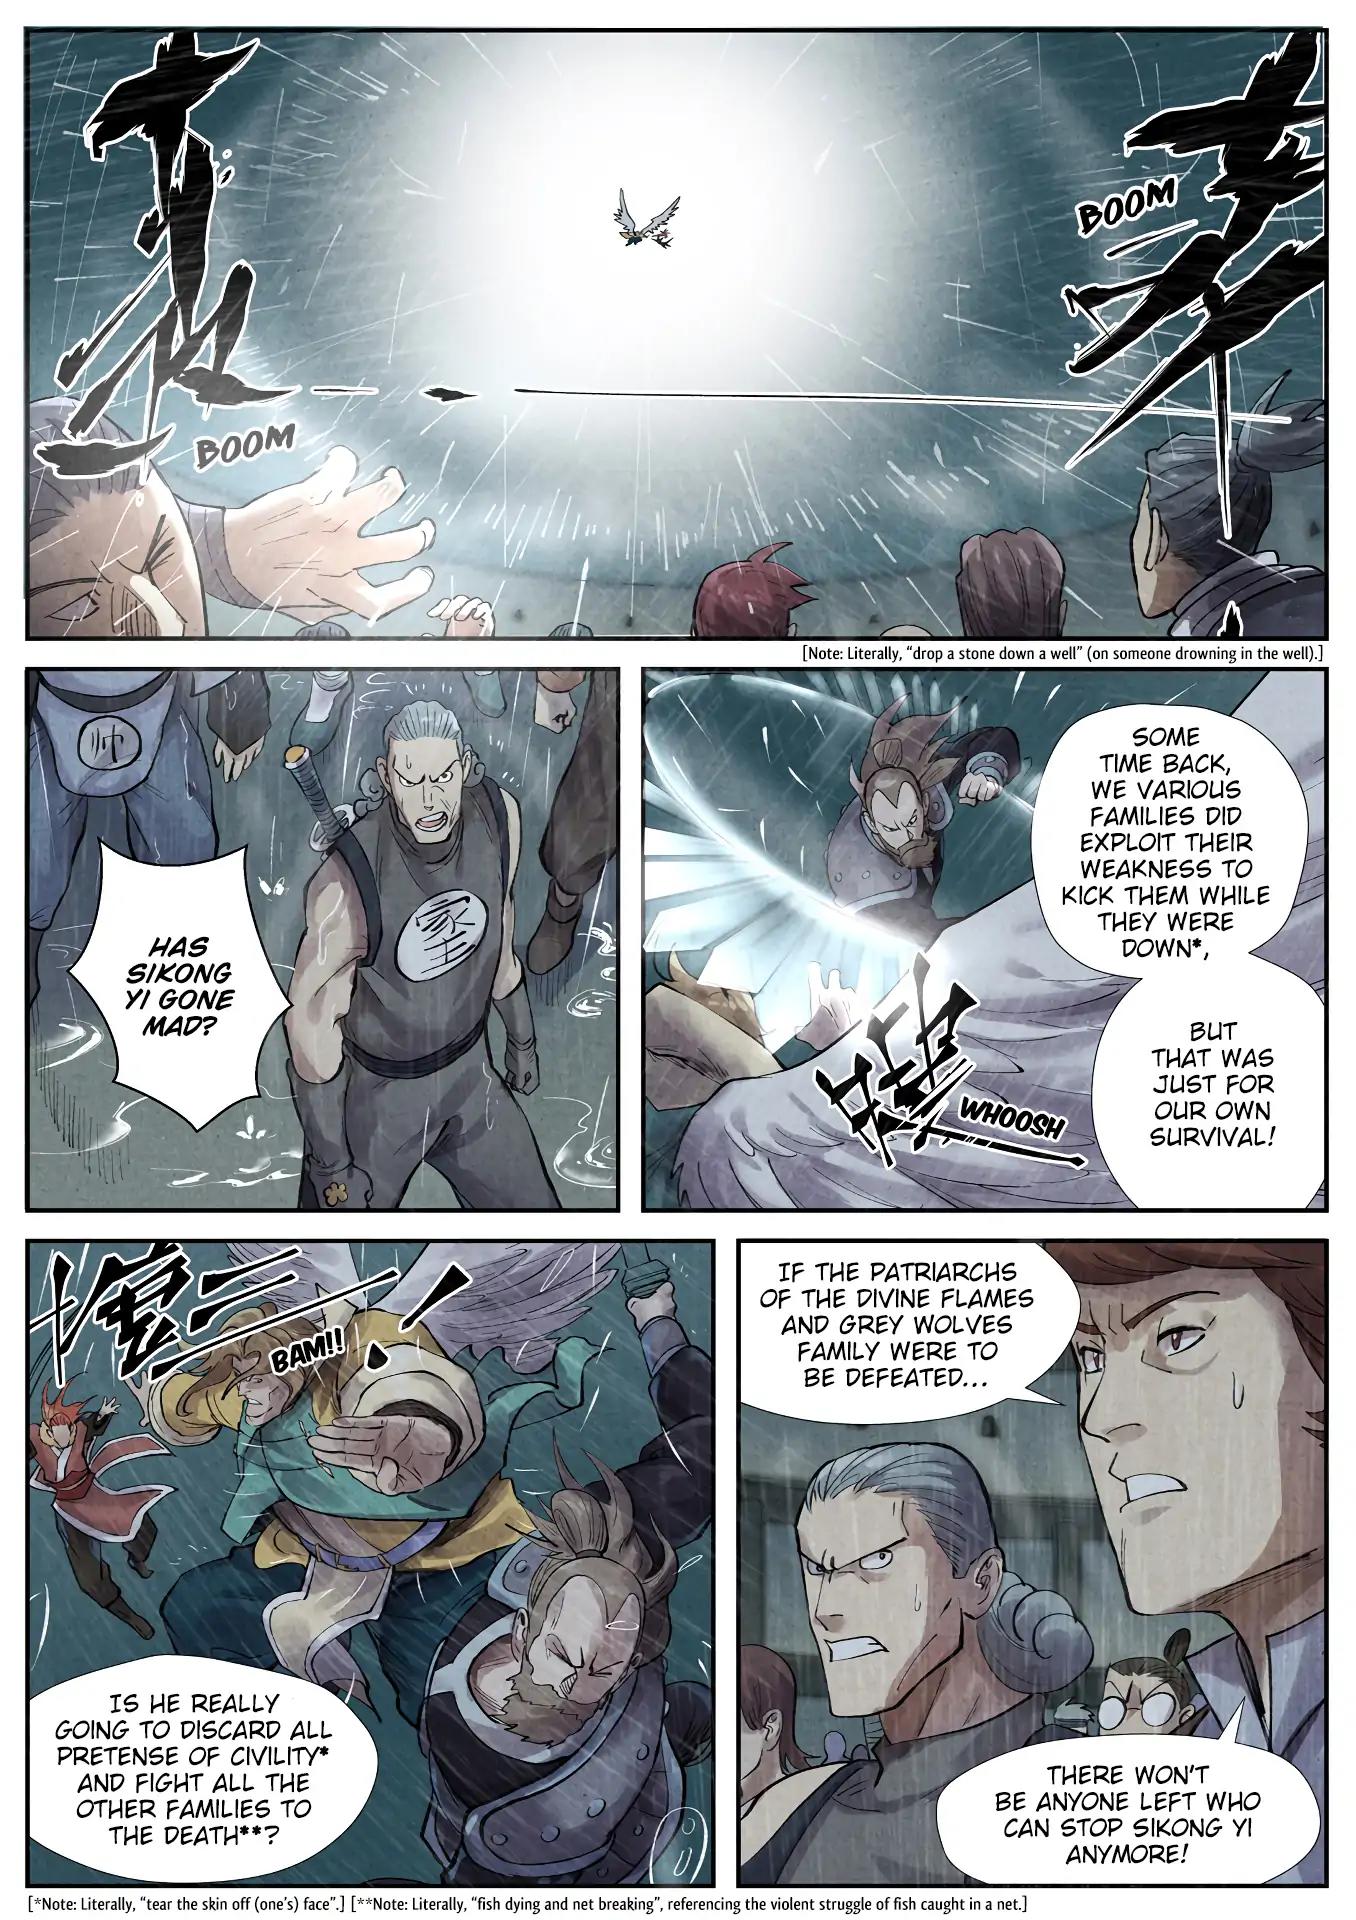 BOOM
BOOM
[Note: Literally, “drop a stone down a well” (on someone drowning in the well).]
帅
家
主
HAS
SIKONG
YI GONE
MAD?
SOME
TIME BACK,
WE VARIOUS
FAMILIES DID
EXPLOIT THEIR
WEAKNESS TO
KICK THEM WHILE
THEY WERE
DOWN*,
BUT
THAT WAS
JUST FOR
OUR OWN
SURVIVAL!
WHOOSH
BAM!!
IS HE REALLY
GOING TO DISCARD ALL
PRETENSE OF CIVILITY*
AND FIGHT ALL THE
OTHER FAMILIES TO
THE DEATH**?
IF THE PATRIARCHS
OF THE DIVINE FLAMES
AND GREY WOLVES
FAMILY WERE TO
BE DEFEATED...
THERE WON'T
BE ANYONE LEFT WHO
CAN STOP SIKONG YI
ANYMORE!
[*Note: Literally, “tear the skin off (one’s) face”.] [**Note: Literally, “fish dying and net breaking”, referencing the violent struggle of fish caught in a net.]